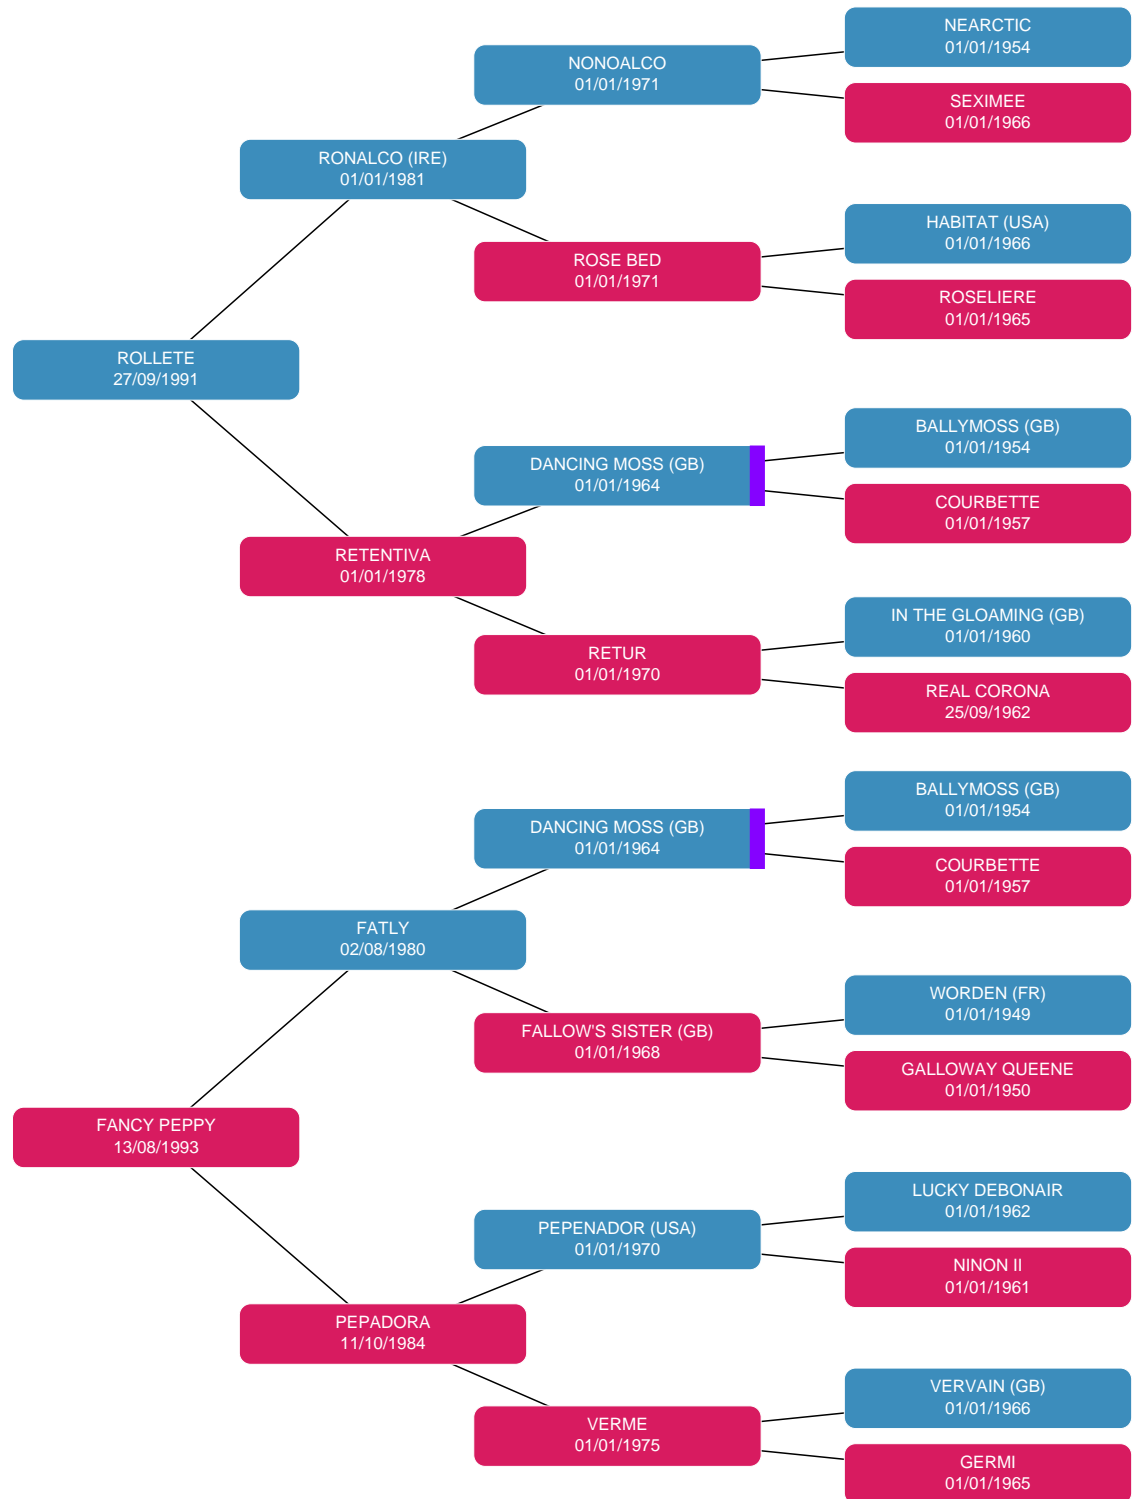 NEARCTIC
01/01/1954
NONOALCO
01/01/1971
SEXIMEE
01/01/1966
RONALCO (IRE)
01/01/1981
HABITAT (USA)
01/01/1966
ROSE BED
01/01/1971
ROSELIERE
01/01/1965
ROLLETE
27/09/1991
BALLYMOSS (GB)
01/01/1954
DANCING MOSS (GB)
01/01/1964
COURBETTE
01/01/1957
RETENTIVA
01/01/1978
IN THE GLOAMING (GB)
01/01/1960
RETUR
01/01/1970
REAL CORONA
25/09/1962
BALLYMOSS (GB)
01/01/1954
DANCING MOSS (GB)
01/01/1964
COURBETTE
01/01/1957
FATLY
02/08/1980
WORDEN (FR)
01/01/1949
FALLOW'S SISTER (GB)
01/01/1968
GALLOWAY QUEENE
01/01/1950
FANCY PEPPY
13/08/1993
LUCKY DEBONAIR
01/01/1962
PEPENADOR (USA)
01/01/1970
NINON II
01/01/1961
PEPADORA
11/10/1984
VERVAIN (GB)
01/01/1966
VERME
01/01/1975
GERMI
01/01/1965